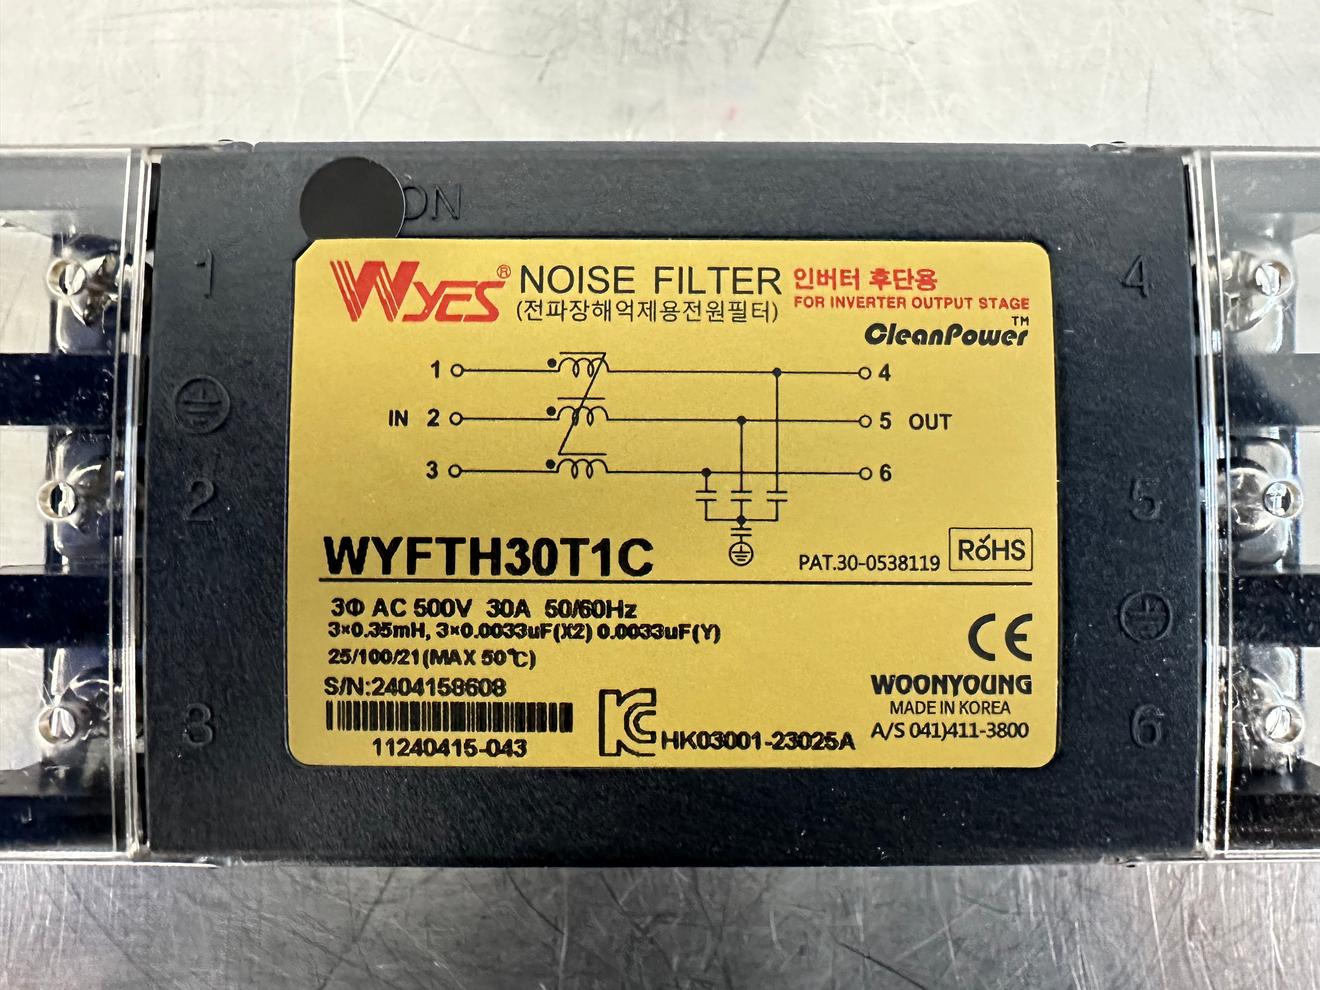 ON
1
4
WYES® NOISE FILTER 인버터 후단용
(전파장해억제용전원필터) FOR INVERTER OUTPUT STAGE
CleanPower™
1 4
IN 2 5 OUT
3 6
2
5
WYFTH30T1C PAT.30-0538119 RoHS
3Φ AC 500V 30A 50/60Hz
3×0.35mH, 3×0.0033uF(X2) 0.0033uF(Y)
25/100/21(MAX 50℃)
CE
S/N:2404158608
WOONYOUNG
MADE IN KOREA
3
6
A/S 041)411-3800
HK03001-23025A
11240415-043